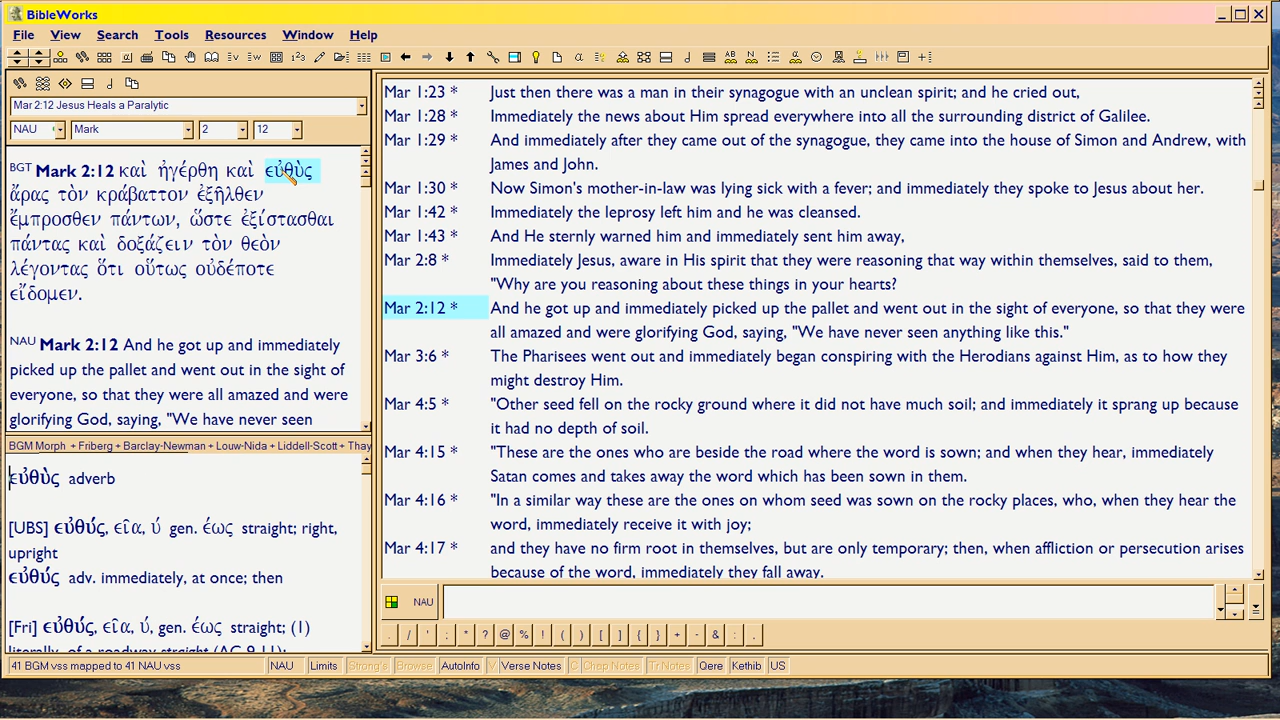 BibleWorks
File View Search Tools Resources Window Help
Mar 2:12 Jesus Heals a Paralytic
NAU Mark 2 12
BGT Mark 2:12 καὶ ἠγέρθη καὶ εὐθὺς
ἄρας τὸν κράβαττον ἐξῆλθεν
ἔμπροσθεν πάντων, ὥστε ἐξίστασθαι
πάντας καὶ δοξάζειν τὸν θεὸν
λέγοντας ὅτι οὕτως οὐδέποτε
εἴδομεν.
NAU Mark 2:12 And he got up and immediately
picked up the pallet and went out in the sight of
everyone, so that they were all amazed and were
glorifying God, saying, "We have never seen
BGM Morph + Friberg + Barclay-Newman + Louw-Nida + Liddell-Scott + Thay
εὐθὺς adverb
[UBS] εὐθύς, εῖα, ύ gen. έως straight; right,
upright
εὐθύς adv. immediately, at once; then
[Fri] εὐθύς, εῖα, ύ, gen. έως straight; (1)
Mar 1:23 * Just then there was a man in their synagogue with an unclean spirit; and he cried out,
Mar 1:28 * Immediately the news about Him spread everywhere into all the surrounding district of Galilee.
Mar 1:29 * And immediately after they came out of the synagogue, they came into the house of Simon and Andrew, with
James and John.
Mar 1:30 * Now Simon's mother-in-law was lying sick with a fever; and immediately they spoke to Jesus about her.
Mar 1:42 * Immediately the leprosy left him and he was cleansed.
Mar 1:43 * And He sternly warned him and immediately sent him away,
Mar 2:8 * Immediately Jesus, aware in His spirit that they were reasoning that way within themselves, said to them,
"Why are you reasoning about these things in your hearts?
Mar 2:12 * And he got up and immediately picked up the pallet and went out in the sight of everyone, so that they were
all amazed and were glorifying God, saying, "We have never seen anything like this."
Mar 3:6 * The Pharisees went out and immediately began conspiring with the Herodians against Him, as to how they
might destroy Him.
Mar 4:5 * "Other seed fell on the rocky ground where it did not have much soil; and immediately it sprang up because
it had no depth of soil.
Mar 4:15 * "These are the ones who are beside the road where the word is sown; and when they hear, immediately
Satan comes and takes away the word which has been sown in them.
Mar 4:16 * "In a similar way these are the ones on whom seed was sown on the rocky places, who, when they hear the
word, immediately receive it with joy;
Mar 4:17 * and they have no firm root in themselves, but are only temporary; then, when affliction or persecution arises
because of the word, immediately they fall away.
NAU
. / ' ; * ? @ % ! ( ) [ ] { } + - & : .
41 BGM vss mapped to 41 NAU vss NAU Limits Strong's Browse AutoInfo V Verse Notes C Chap Notes Tr Notes Qere Kethib US